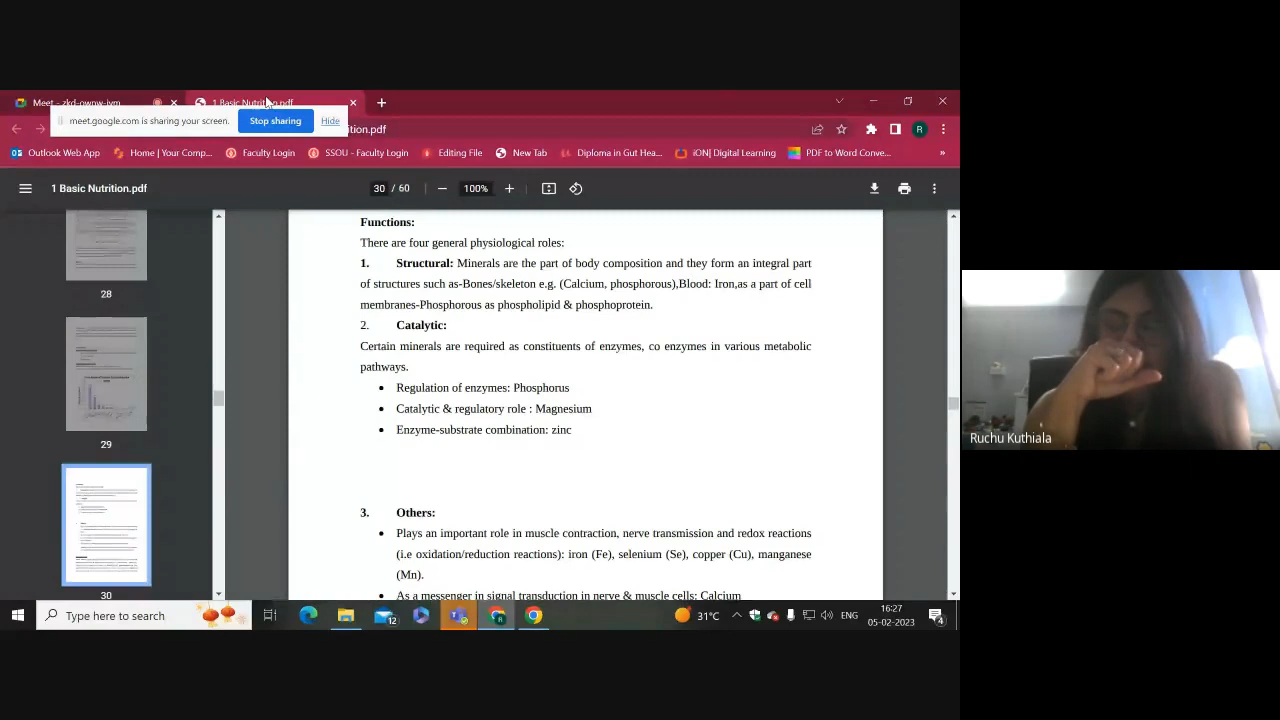 Meet - zkd-ownw-jvm
1 Basic Nutrition.pdf
meet.google.com is sharing your screen. Stop sharing Hide
ition.pdf
R
Outlook Web App Home | Your Comp... Faculty Login SSOU - Faculty Login Editing File New Tab Diploma in Gut Hea... iON| Digital Learning PDF to Word Conve... »
1 Basic Nutrition.pdf 30 / 60 100%
28
29
30
Functions:
There are four general physiological roles:
1. Structural: Minerals are the part of body composition and they form an integral part
of structures such as-Bones/skeleton e.g. (Calcium, phosphorous),Blood: Iron,as a part of cell
membranes-Phosphorous as phospholipid & phosphoprotein.
2. Catalytic:
Certain minerals are required as constituents of enzymes, co enzymes in various metabolic
pathways.
• Regulation of enzymes: Phosphorus
• Catalytic & regulatory role : Magnesium
• Enzyme-substrate combination: zinc
3. Others:
• Plays an important role in muscle contraction, nerve transmission and redox reactions
(i.e oxidation/reduction reactions): iron (Fe), selenium (Se), copper (Cu), manganese
(Mn).
• As a messenger in signal transduction in nerve & muscle cells: Calcium
Ruchu Kuthiala
Type here to search
12
31°C
ENG
16:27
05-02-2023
4